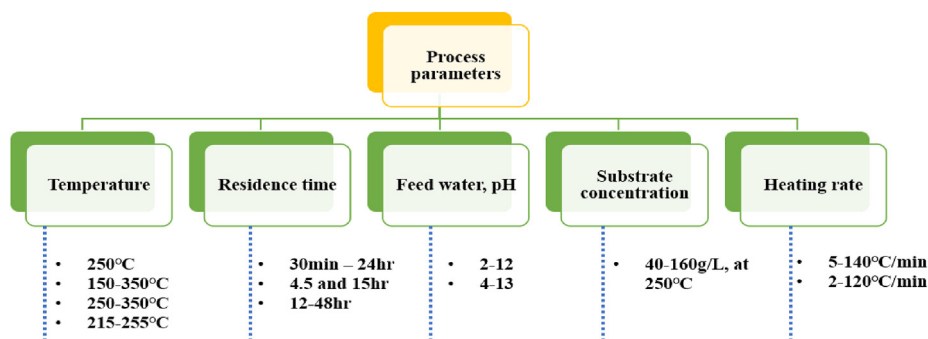 Process
parameters
Temperature
Residence time
Feed water, pH
Substrate
concentration
Heating rate
• 250°C
• 150-350°C
• 250-350°C
• 215-255°C
• 30min – 24hr
• 4.5 and 15hr
• 12-48hr
• 2-12
• 4-13
• 40-160g/L, at
250°C
• 5-140°C/min
• 2-120°C/min